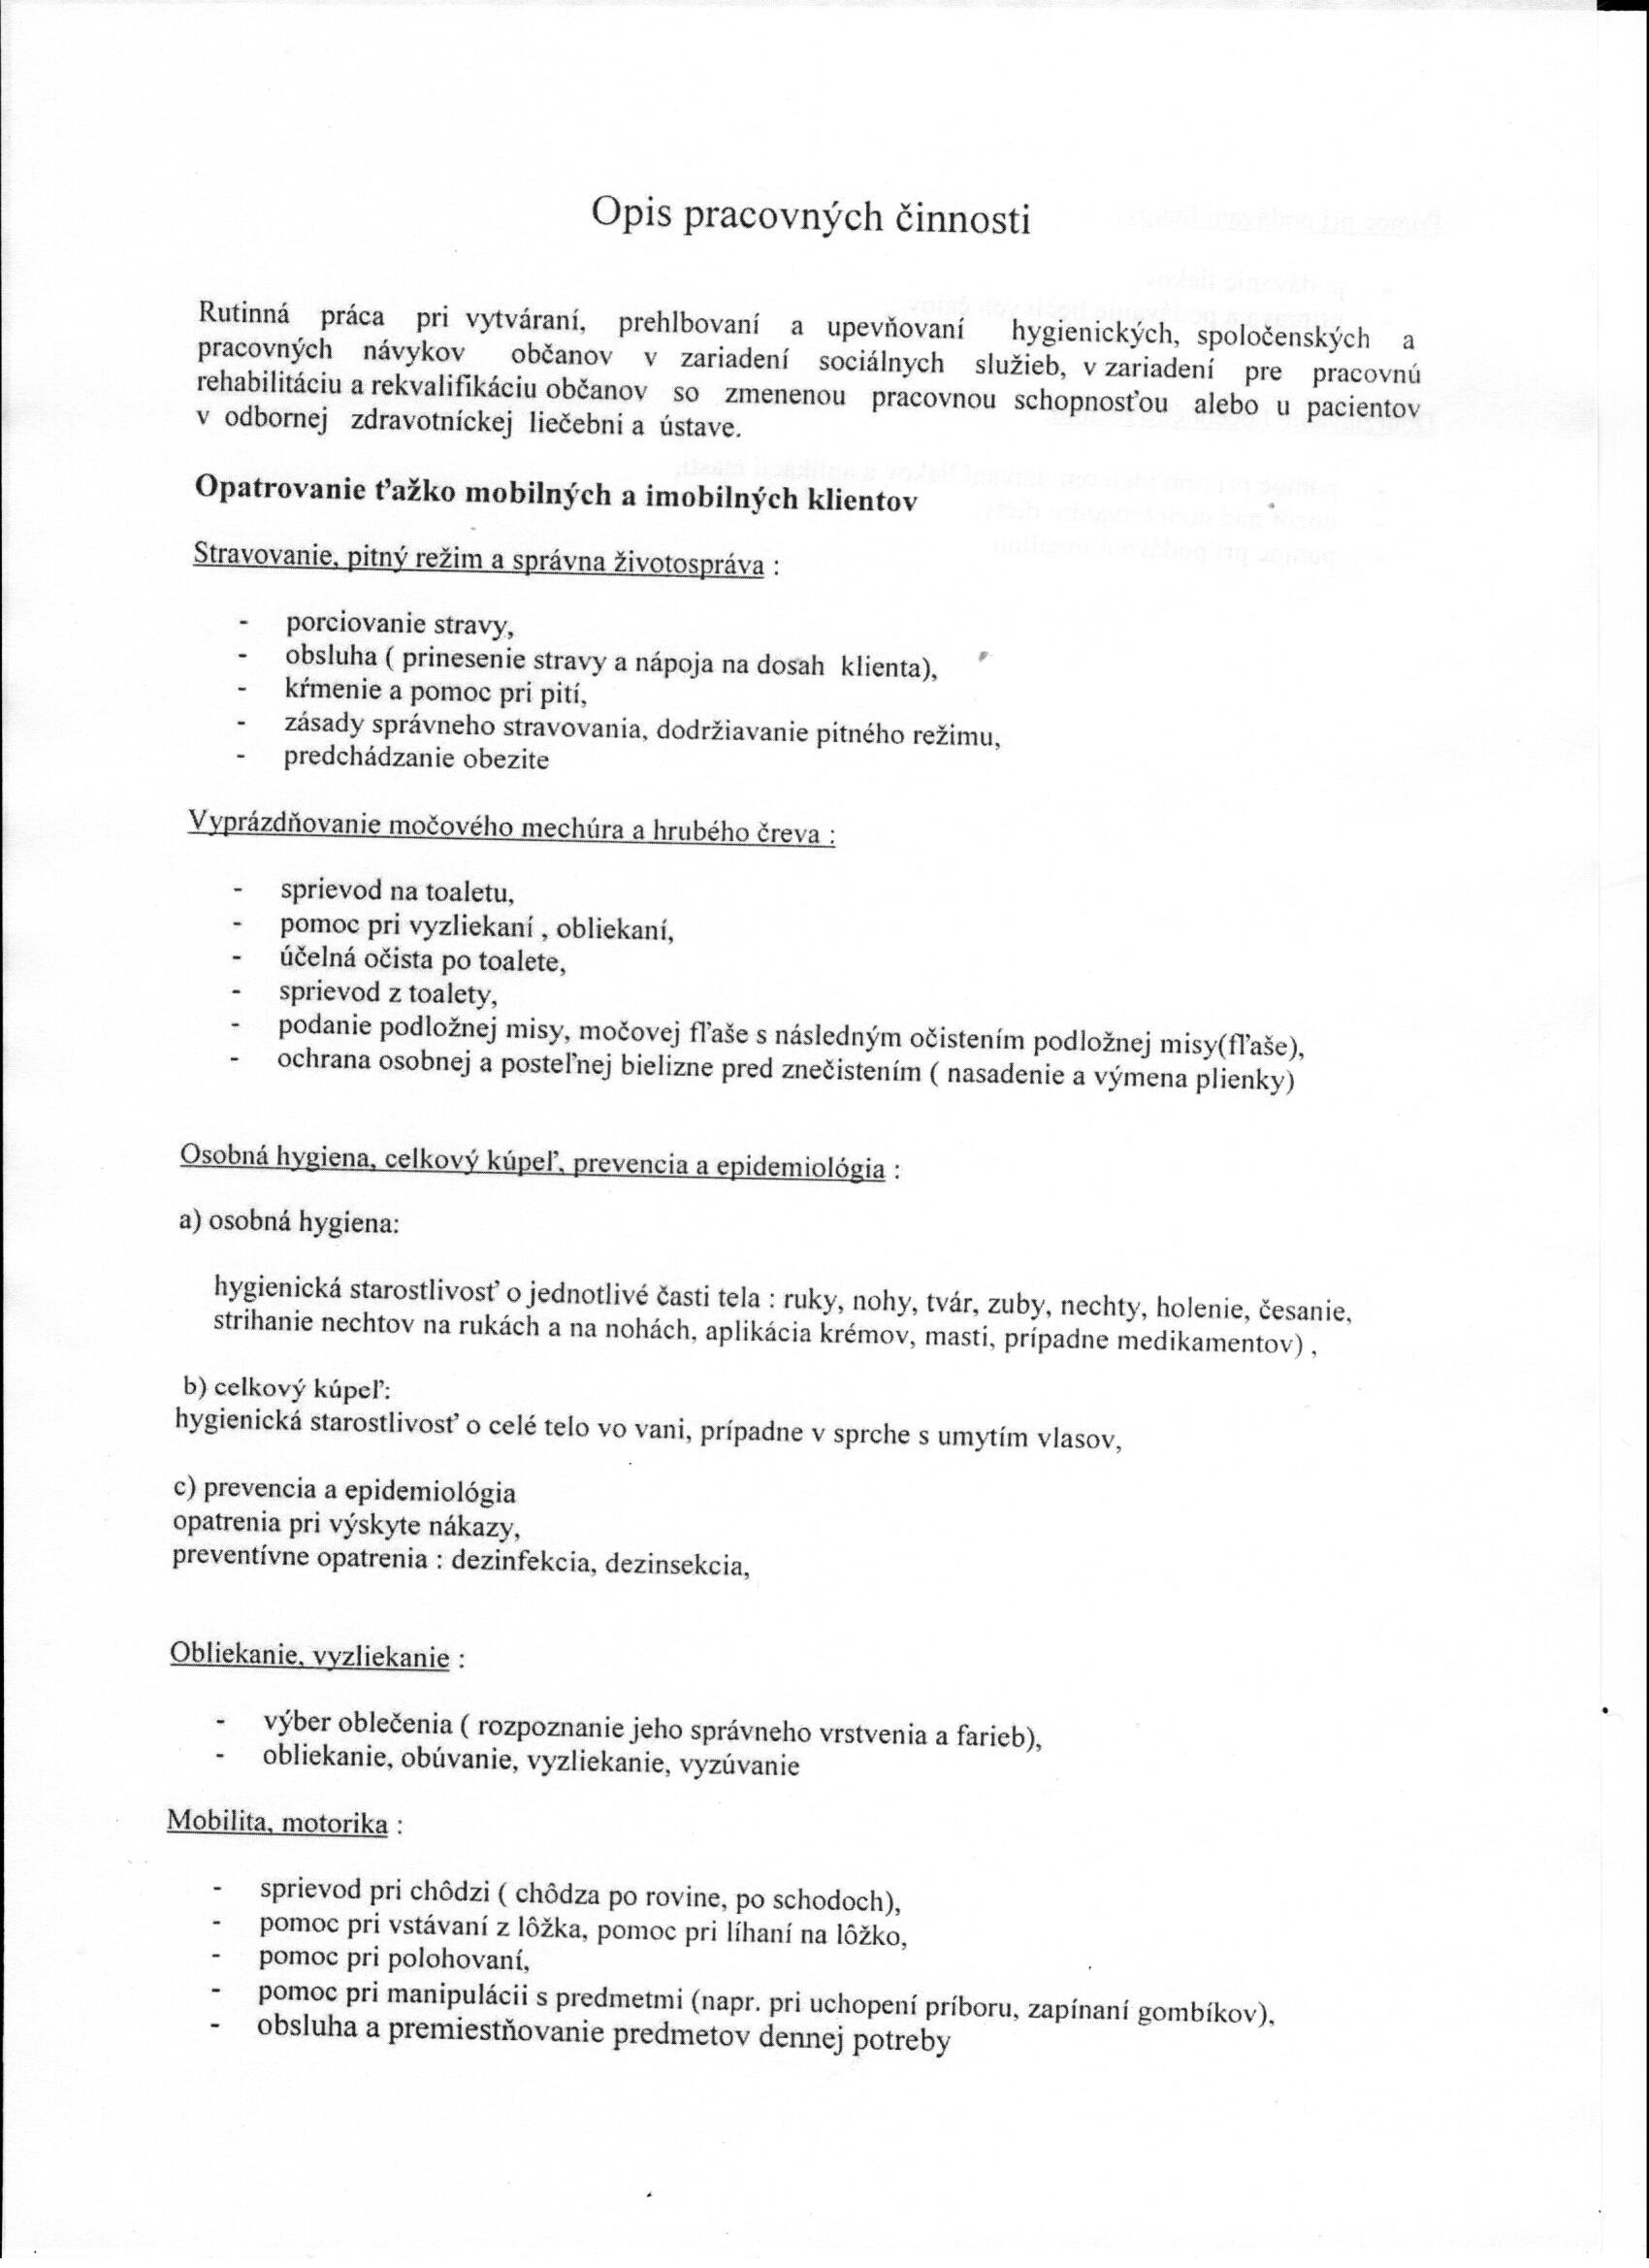 Opis pracovných činnosti
Rutinná práca pri vytváraní, prehlbovaní a upevňovaní hygienických, spoločenských a
pracovných návykov občanov v zariadení sociálnych služieb, v zariadení pre pracovnú
rehabilitáciu a rekvalifikáciu občanov so zmenenou pracovnou schopnosťou alebo u pacientov
v odbornej zdravotníckej liečebni a ústave.
Opatrovanie ťažko mobilných a imobilných klientov
Stravovanie, pitný režim a správna životospráva :
- porciovanie stravy,
- obsluha ( prinesenie stravy a nápoja na dosah klienta),
- kŕmenie a pomoc pri pití,
- zásady správneho stravovania, dodržiavanie pitného režimu,
- predchádzanie obezite
Vyprázdňovanie močového mechúra a hrubého čreva :
- sprievod na toaletu,
- pomoc pri vyzliekaní , obliekaní,
- účelná očista po toalete,
- sprievod z toalety,
- podanie podložnej misy, močovej fľaše s následným očistením podložnej misy(fľaše),
- ochrana osobnej a posteľnej bielizne pred znečistením ( nasadenie a výmena plienky)
Osobná hygiena, celkový kúpeľ, prevencia a epidemiológia :
a) osobná hygiena:
hygienická starostlivosť o jednotlivé časti tela : ruky, nohy, tvár, zuby, nechty, holenie, česanie,
strihanie nechtov na rukách a na nohách, aplikácia krémov, masti, prípadne medikamentov) ,
b) celkový kúpeľ:
hygienická starostlivosť o celé telo vo vani, prípadne v sprche s umytím vlasov,
c) prevencia a epidemiológia
opatrenia pri výskyte nákazy,
preventívne opatrenia : dezinfekcia, dezinsekcia,
Obliekanie, vyzliekanie :
- výber oblečenia ( rozpoznanie jeho správneho vrstvenia a farieb),
- obliekanie, obúvanie, vyzliekanie, vyzúvanie
Mobilita, motorika :
- sprievod pri chôdzi ( chôdza po rovine, po schodoch),
- pomoc pri vstávaní z lôžka, pomoc pri líhaní na lôžko,
- pomoc pri polohovaní,
- pomoc pri manipulácii s predmetmi (napr. pri uchopení príboru, zapínaní gombíkov),
- obsluha a premiestňovanie predmetov dennej potreby